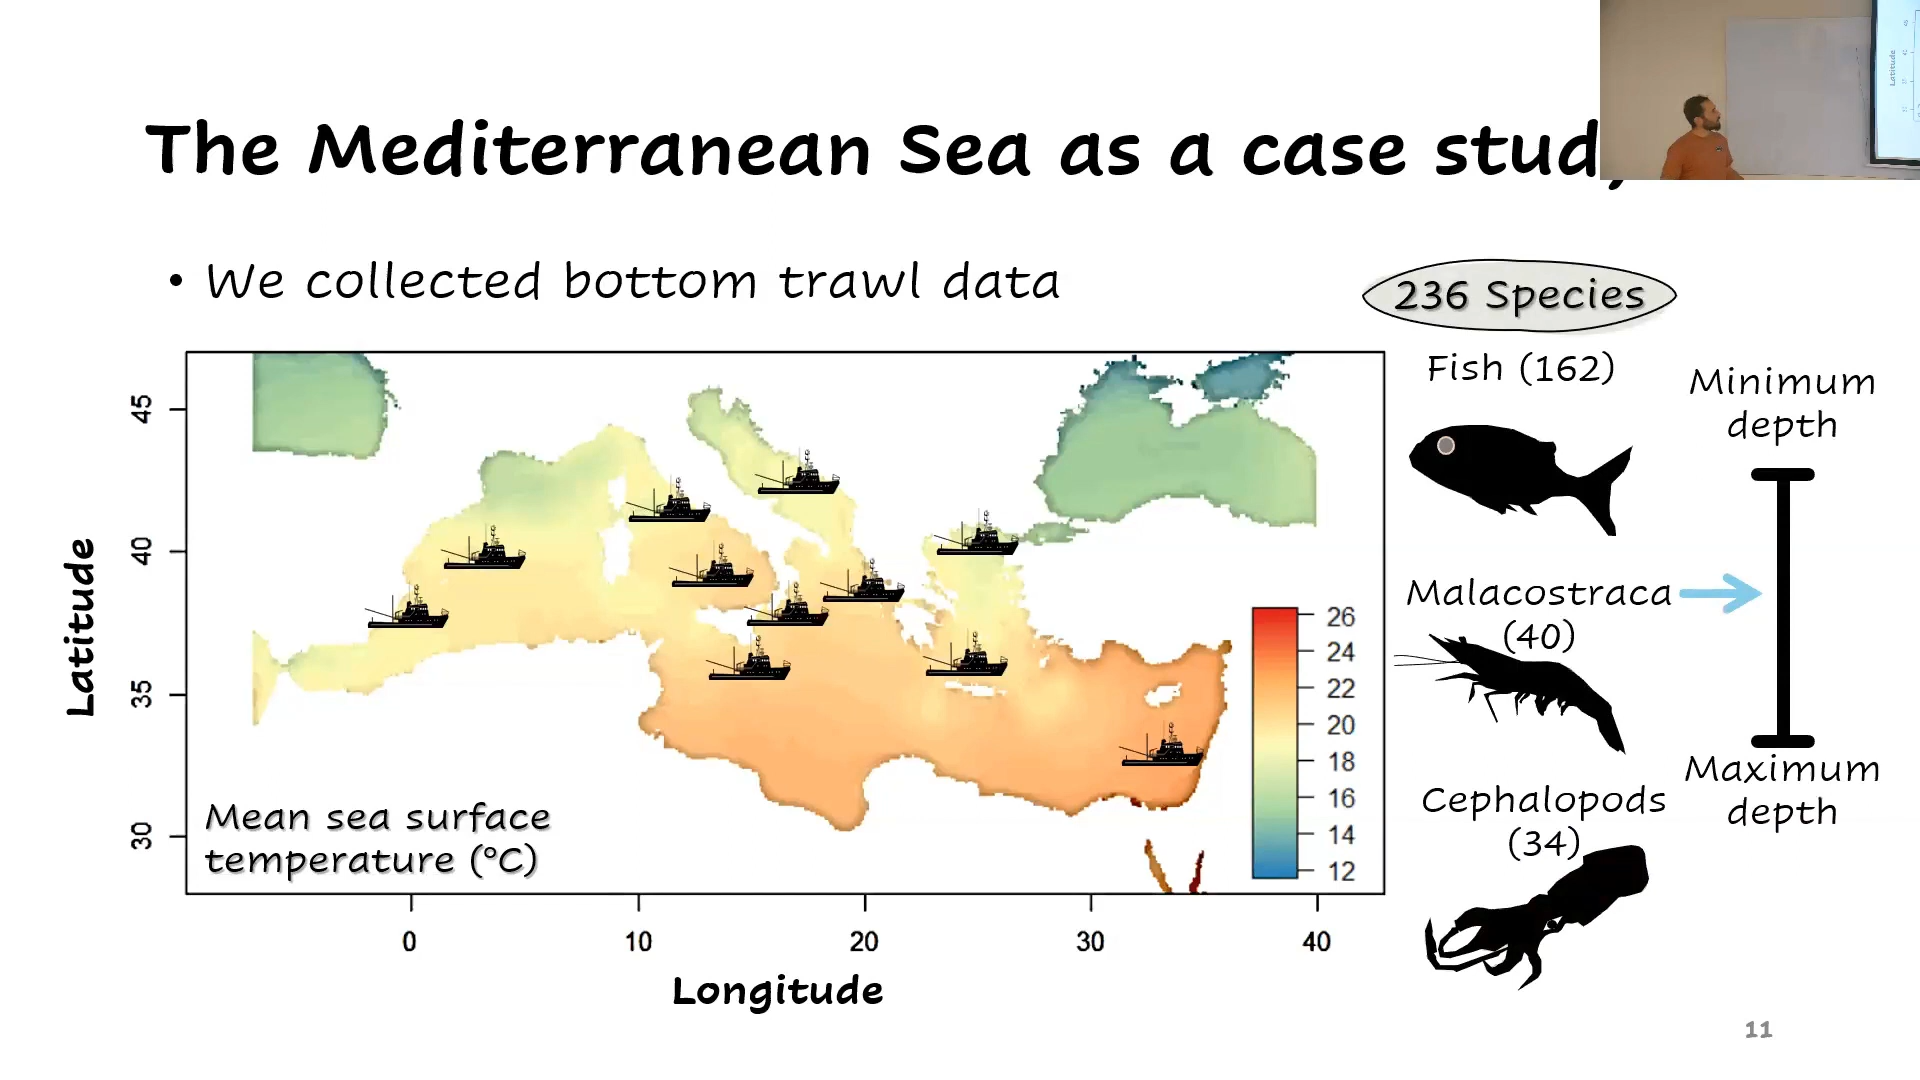 The Mediterranean Sea as a case study
• We collected bottom trawl data
236 Species
Fish (162)
Minimum
depth
Malacostraca
(40)
Maximum
depth
Cephalopods
(34)
Latitude
45
40
35
30
Mean sea surface
temperature (°C)
26
24
22
20
18
16
14
12
0
10
20
30
40
Longitude
11
Latitude